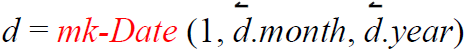 d = mk-Date (1, d↼.month, d↼.year)